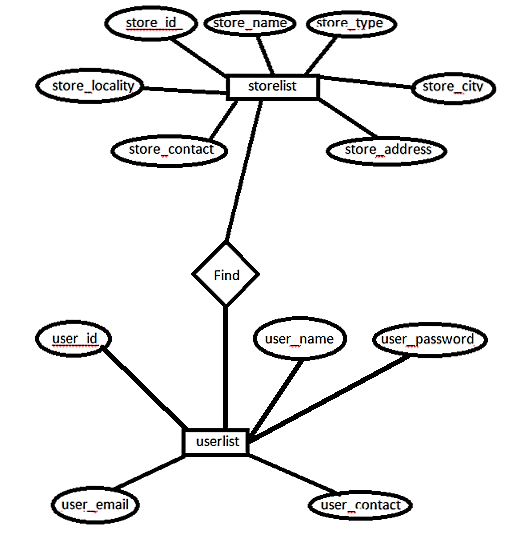 store_id
store_name
store_type
store_locality
storelist
store_city
store_contact
store_address
Find
user_id
user_name
user_password
userlist
user_email
user_contact